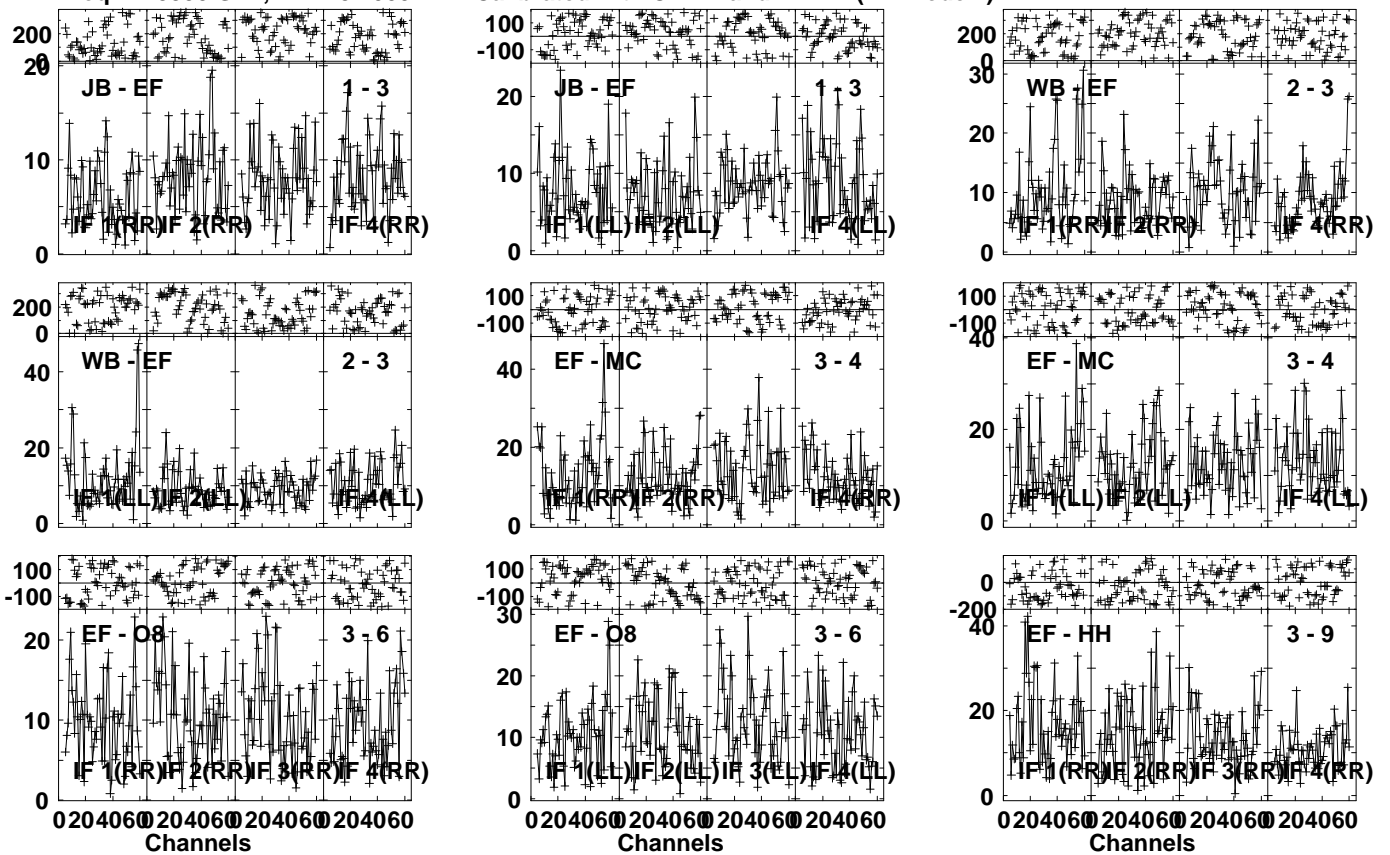 200
0
100
-100
200
0
20
10
0
JB - EF
1 - 3
IF 1(RR)
IF 2(RR)
IF 4(RR)
20
10
0
JB - EF
1 - 3
IF 1(LL)
IF 2(LL)
IF 4(LL)
30
20
10
0
WB - EF
2 - 3
IF 1(RR)
IF 2(RR)
IF 4(RR)
200
0
100
-100
100
-100
40
20
0
WB - EF
2 - 3
IF 1(LL)
IF 2(LL)
IF 4(LL)
40
20
0
EF - MC
3 - 4
IF 1(RR)
IF 2(RR)
IF 4(RR)
40
20
0
EF - MC
3 - 4
IF 1(LL)
IF 2(LL)
IF 4(LL)
100
-100
100
-100
0
-200
20
10
0
EF - O8
3 - 6
IF 1(RR)
IF 2(RR)
IF 3(RR)
IF 4(RR)
30
20
10
0
EF - O8
3 - 6
IF 1(LL)
IF 2(LL)
IF 3(LL)
IF 4(LL)
40
20
0
EF - HH
3 - 9
IF 1(RR)
IF 2(RR)
IF 3(RR)
IF 4(RR)
0 20 40 60 0 20 40 60 0 20 40 60 0 20 40 60
0 20 40 60 0 20 40 60 0 20 40 60 0 20 40 60
0 20 40 60 0 20 40 60 0 20 40 60 0 20 40 60
Channels
Channels
Channels